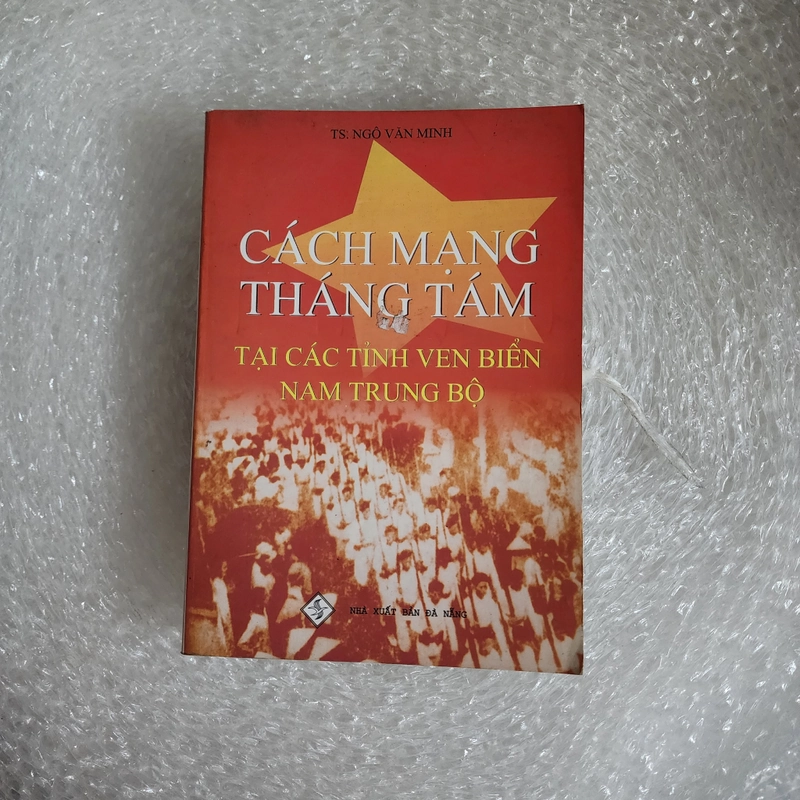 TS: NGÔ VĂN MINH
CÁCH MẠNG
THÁNG TÁM
TẠI CÁC TỈNH VEN BIỂN
NAM TRUNG BỘ
NHÀ XUẤT BẢN ĐÀ NẴNG